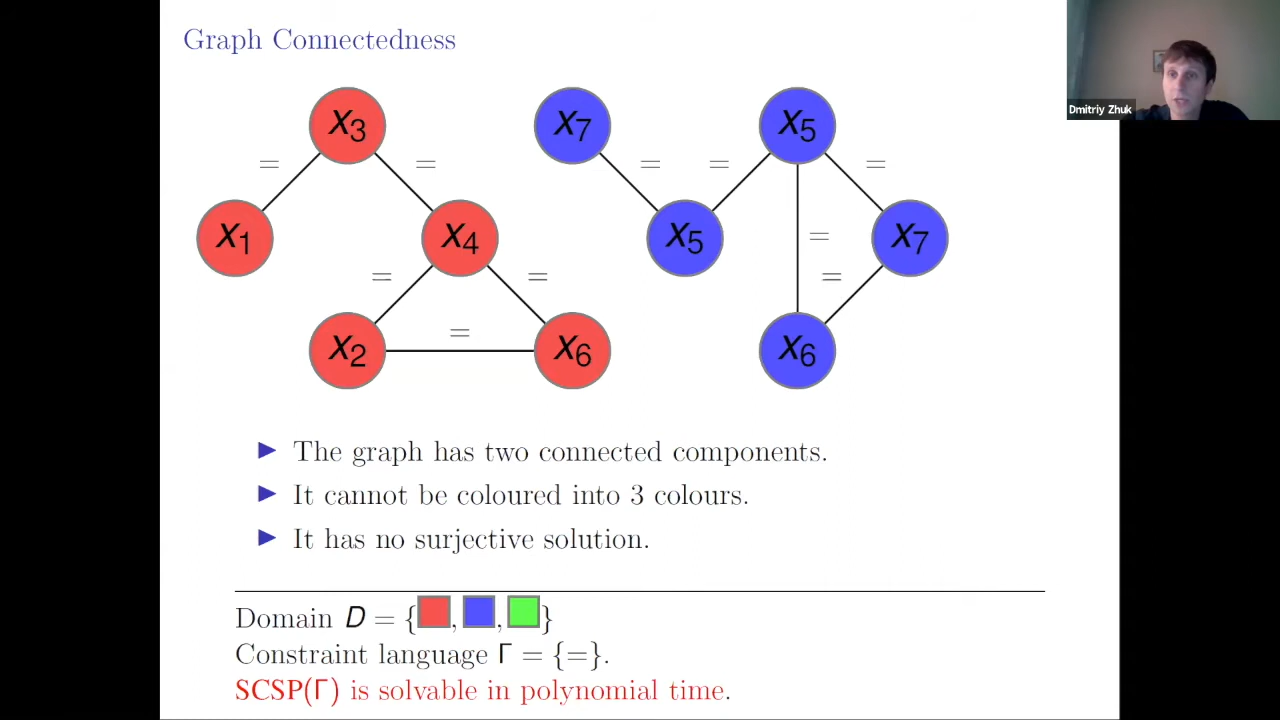 Graph Connectedness
Dmitriy Zhuk
x3 x7 x5
= = = = =
x1 x4 x5 = x7
= = =
=
x2 x6 x6
▶ The graph has two connected components.
▶ It cannot be coloured into 3 colours.
▶ It has no surjective solution.
Domain D = { , , }
Constraint language Γ = {=}.
SCSP(Γ) is solvable in polynomial time.